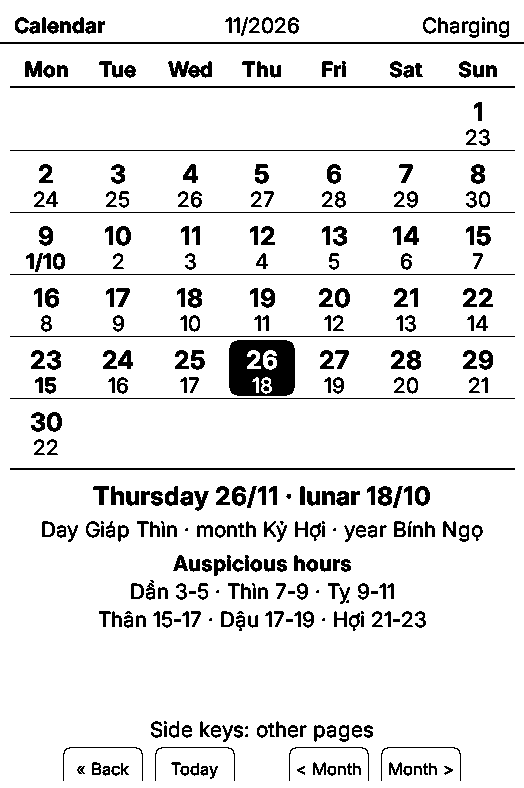 Calendar 11/2026 Charging
Mon Tue Wed Thu Fri Sat Sun
1
23
2 3 4 5 6 7 8
24 25 26 27 28 29 30
9 10 11 12 13 14 15
1/10 2 3 4 5 6 7
16 17 18 19 20 21 22
8 9 10 11 12 13 14
23 24 25 26 27 28 29
15 16 17 18 19 20 21
30
22
Thursday 26/11 · lunar 18/10
Day Giáp Thìn · month Kỷ Hợi · year Bính Ngọ
Auspicious hours
Dần 3-5 · Thìn 7-9 · Tỵ 9-11
Thân 15-17 · Dậu 17-19 · Hợi 21-23
Side keys: other pages
« Back Today < Month Month >